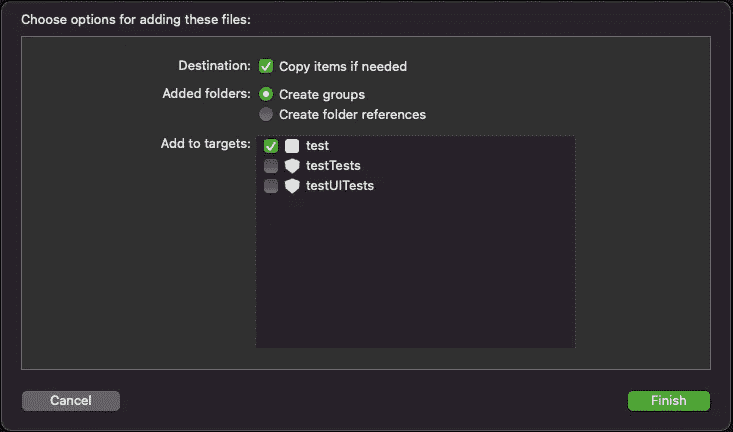 Choose options for adding these files:
Destination: Copy items if needed
Added folders: Create groups
Create folder references
Add to targets: test
testTests
testUITests
Cancel Finish